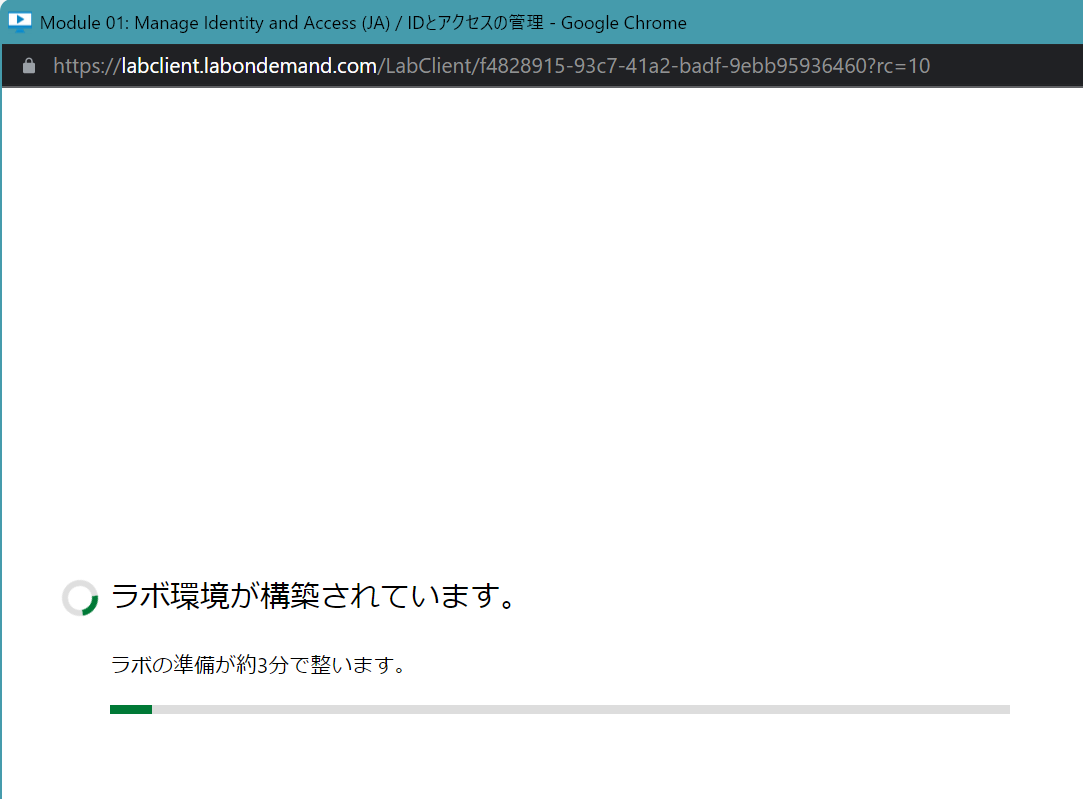 Module 01: Manage Identity and Access (JA) / IDとアクセスの管理 - Google Chrome
https://labclient.labondemand.com/LabClient/f4828915-93c7-41a2-badf-9ebb95936460?rc=10
ラボ環境が構築されています。
ラボの準備が約3分で整います。